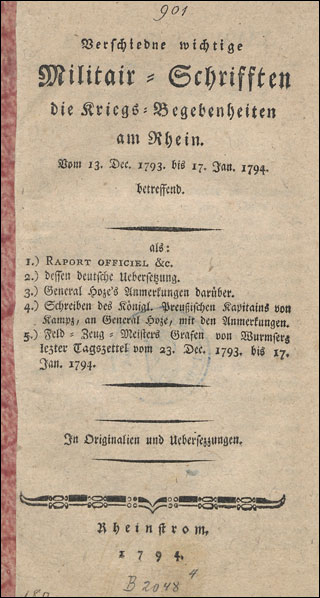 901
Verschiedne wichtige
Militair-Schrifften
die Kriegs-Begebenheiten
am Rhein.
Vom 13. Dec. 1793. bis 17. Jan. 1794.
betreffend.
als:
1.) RAPORT OFFICIEL &c.
2.) dessen deutsche Uebersetzung.
3.) General Hoze's Anmerkungen darüber.
4.) Schreiben des Königl. Preußischen Kapitains von
Kampz, an General Hoze, mit den Anmerkungen.
5.) Feld-Zeug-Meisters Grafen von Wurmsers
lezter Tagszettel vom 23. Dec. 1793. bis 17.
Jan. 1794.
In Originalien und Uebersezzungen.
Rheinstrom,
1794.
B 2048 4